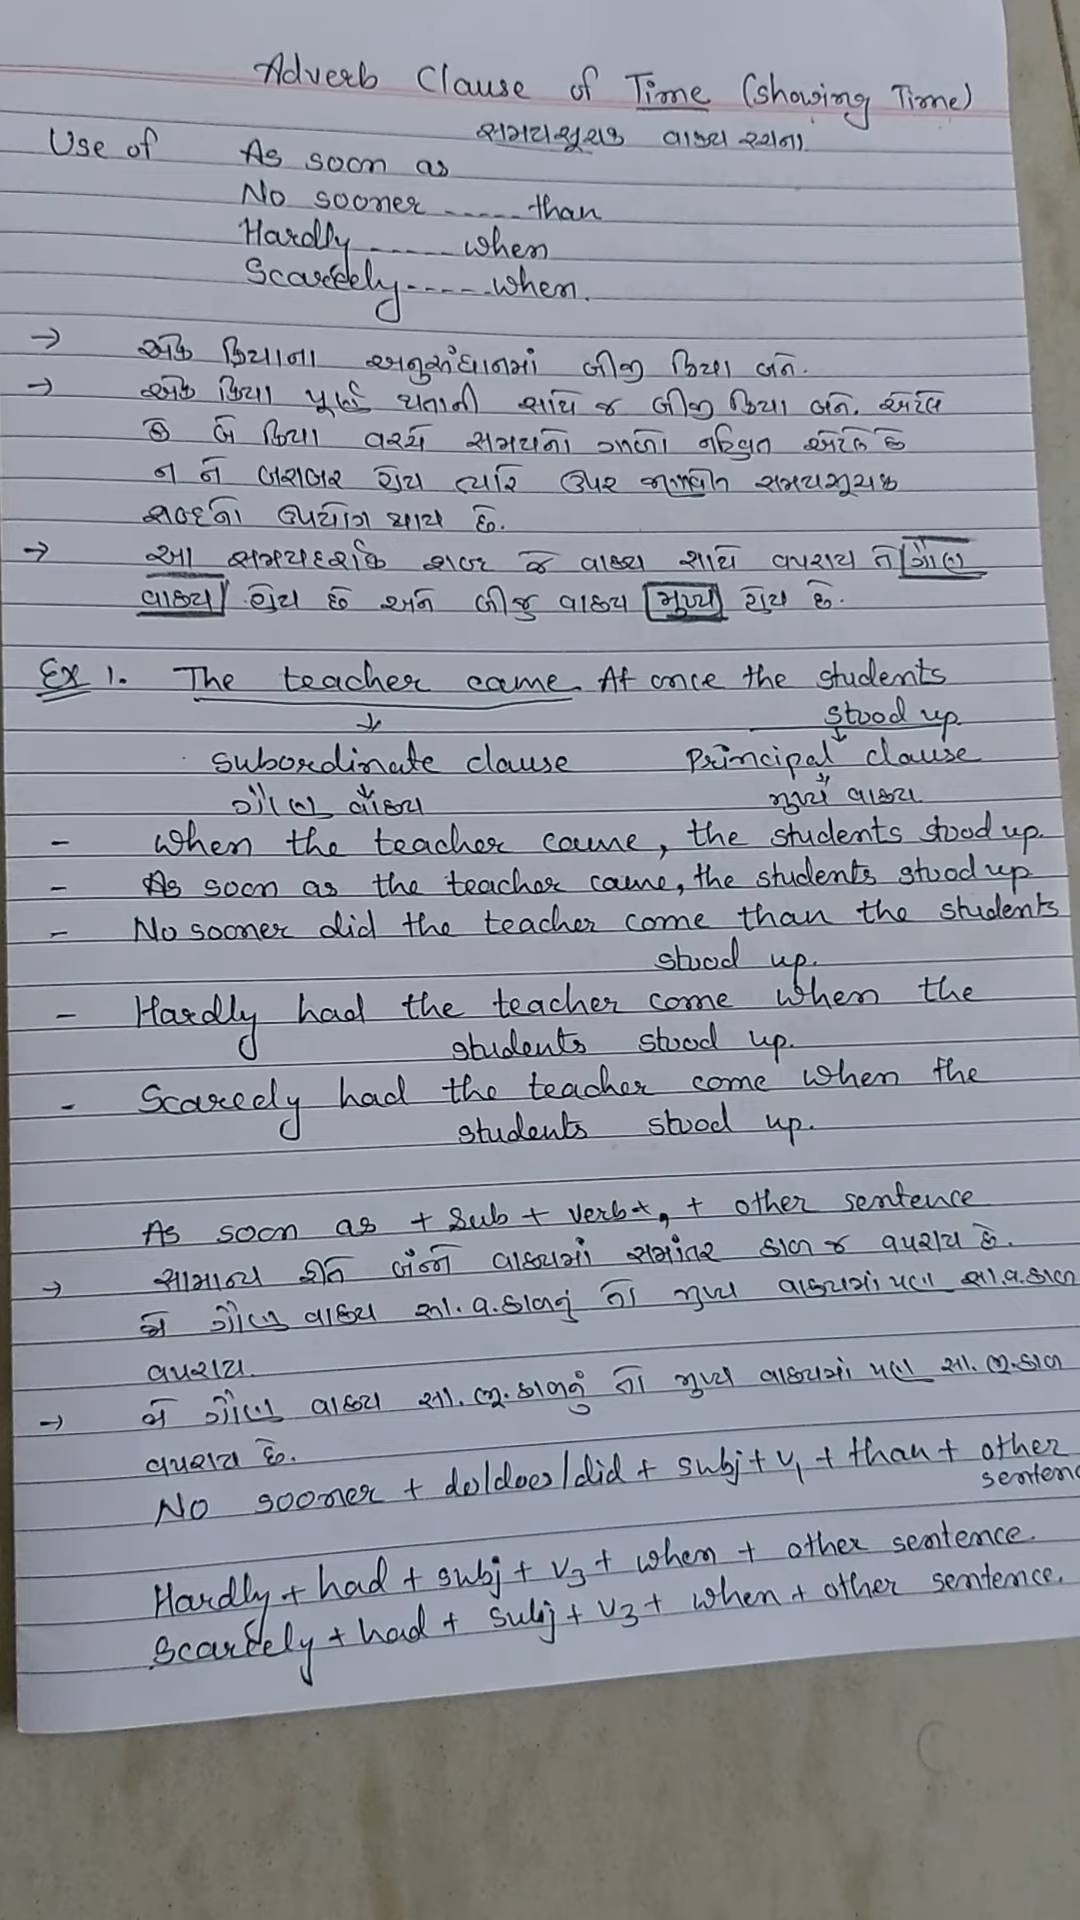 Adverb Clause of Time (showing Time)
સમયસૂચક વાક્ય રચના
Use of As soon as
No sooner ----- than
Hardly ----- when
Scarcely ----- when.
→ એક ક્રિયાના અનુસંધાનમાં બીજી ક્રિયા બને.
→ એક ક્રિયા પૂર્ણ થતાની સાથે જ બીજી ક્રિયા બને. એટલે
કે બે ક્રિયા વચ્ચે સમયનો ગાળો નહિવત એટલે કે
ન ને બરાબર હોય ત્યારે ઉપર સમયસૂચક
શબ્દનો ઉપયોગ થાય છે.
→ આ સમયદર્શક શબ્દ જે વાક્ય સાથે વપરાય તે ગૌણ
વાક્ય હોય છે અને બીજુ વાક્ય મુખ્ય હોય છે.
Ex 1. The teacher came. At once the students
stood up
subordinate clause Principal clause
ગૌણ વાક્ય મુખ્ય વાક્ય
- When the teacher came, the students stood up.
- As soon as the teacher came, the students stood up
- No sooner did the teacher come than the students
stood up.
- Hardly had the teacher come when the
students stood up.
- Scarcely had the teacher come when the
students stood up.
As soon as + Sub + verb+, + other sentence
→ સામાન્ય રીતે બંને વાક્યમાં સમાંતર કાળ જ વપરાય છે.
જો ગૌણ વાક્ય સા. વ. કાળનું તો મુખ્ય વાક્યમાં પણ સા.વ.કાળ
વપરાય.
→ જો ગૌણ વાક્ય સા. ભૂ. કાળનું તો મુખ્ય વાક્યમાં પણ સા. ભૂ.કાળ
વપરાય છે.
No sooner + do/does/did + subj + V1 + than + other
sentenc
Hardly + had + subj + V3 + when + other sentence.
Scarcely + had + subj + V3 + when + other sentence.